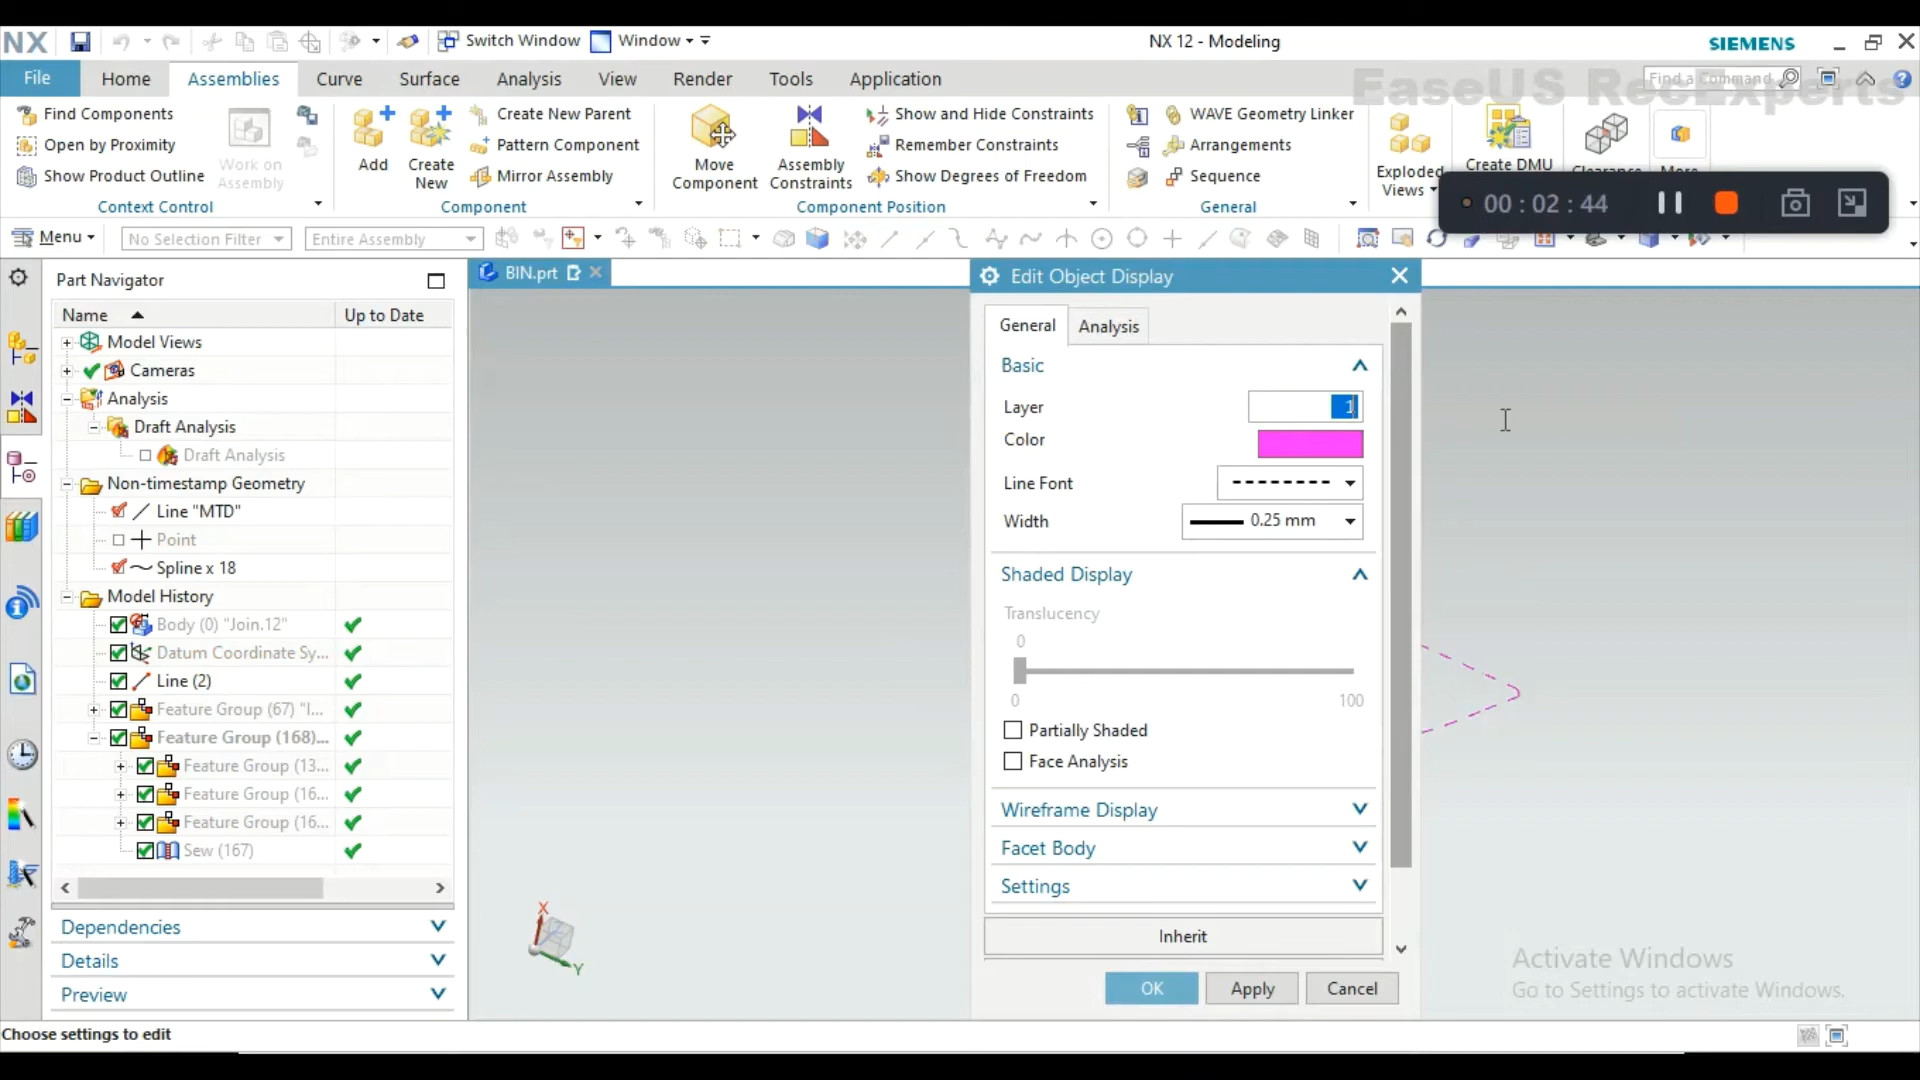 NX
Switch Window
Window
NX 12 - Modeling
SIEMENS
File
Home
Assemblies
Curve
Surface
Analysis
View
Render
Tools
Application
Find a Command
EaseUS RecExperts
Find Components
Open by Proximity
Show Product Outline
Work on
Assembly
Context Control
Add
Create
New
Create New Parent
Pattern Component
Mirror Assembly
Component
Move
Component
Assembly
Constraints
Show and Hide Constraints
Remember Constraints
Show Degrees of Freedom
Component Position
WAVE Geometry Linker
Arrangements
Sequence
General
Exploded
Views
Create DMU
Clearance
More
00 : 02 : 44
Menu
No Selection Filter
Entire Assembly
Part Navigator
Name
Up to Date
Model Views
Cameras
Analysis
Draft Analysis
Draft Analysis
Non-timestamp Geometry
Line "MTD"
Point
Spline x 18
Model History
Body (0) "Join.12"
Datum Coordinate Sy...
Line (2)
Feature Group (67) "I...
Feature Group (168)...
Feature Group (13...
Feature Group (16...
Feature Group (16...
Sew (167)
Dependencies
Details
Preview
BIN.prt
X
Y
Edit Object Display
General
Analysis
Basic
Layer
1
Color
Line Font
Width
0.25 mm
Shaded Display
Translucency
0
0
100
Partially Shaded
Face Analysis
Wireframe Display
Facet Body
Settings
Inherit
OK
Apply
Cancel
Activate Windows
Go to Settings to activate Windows.
Choose settings to edit